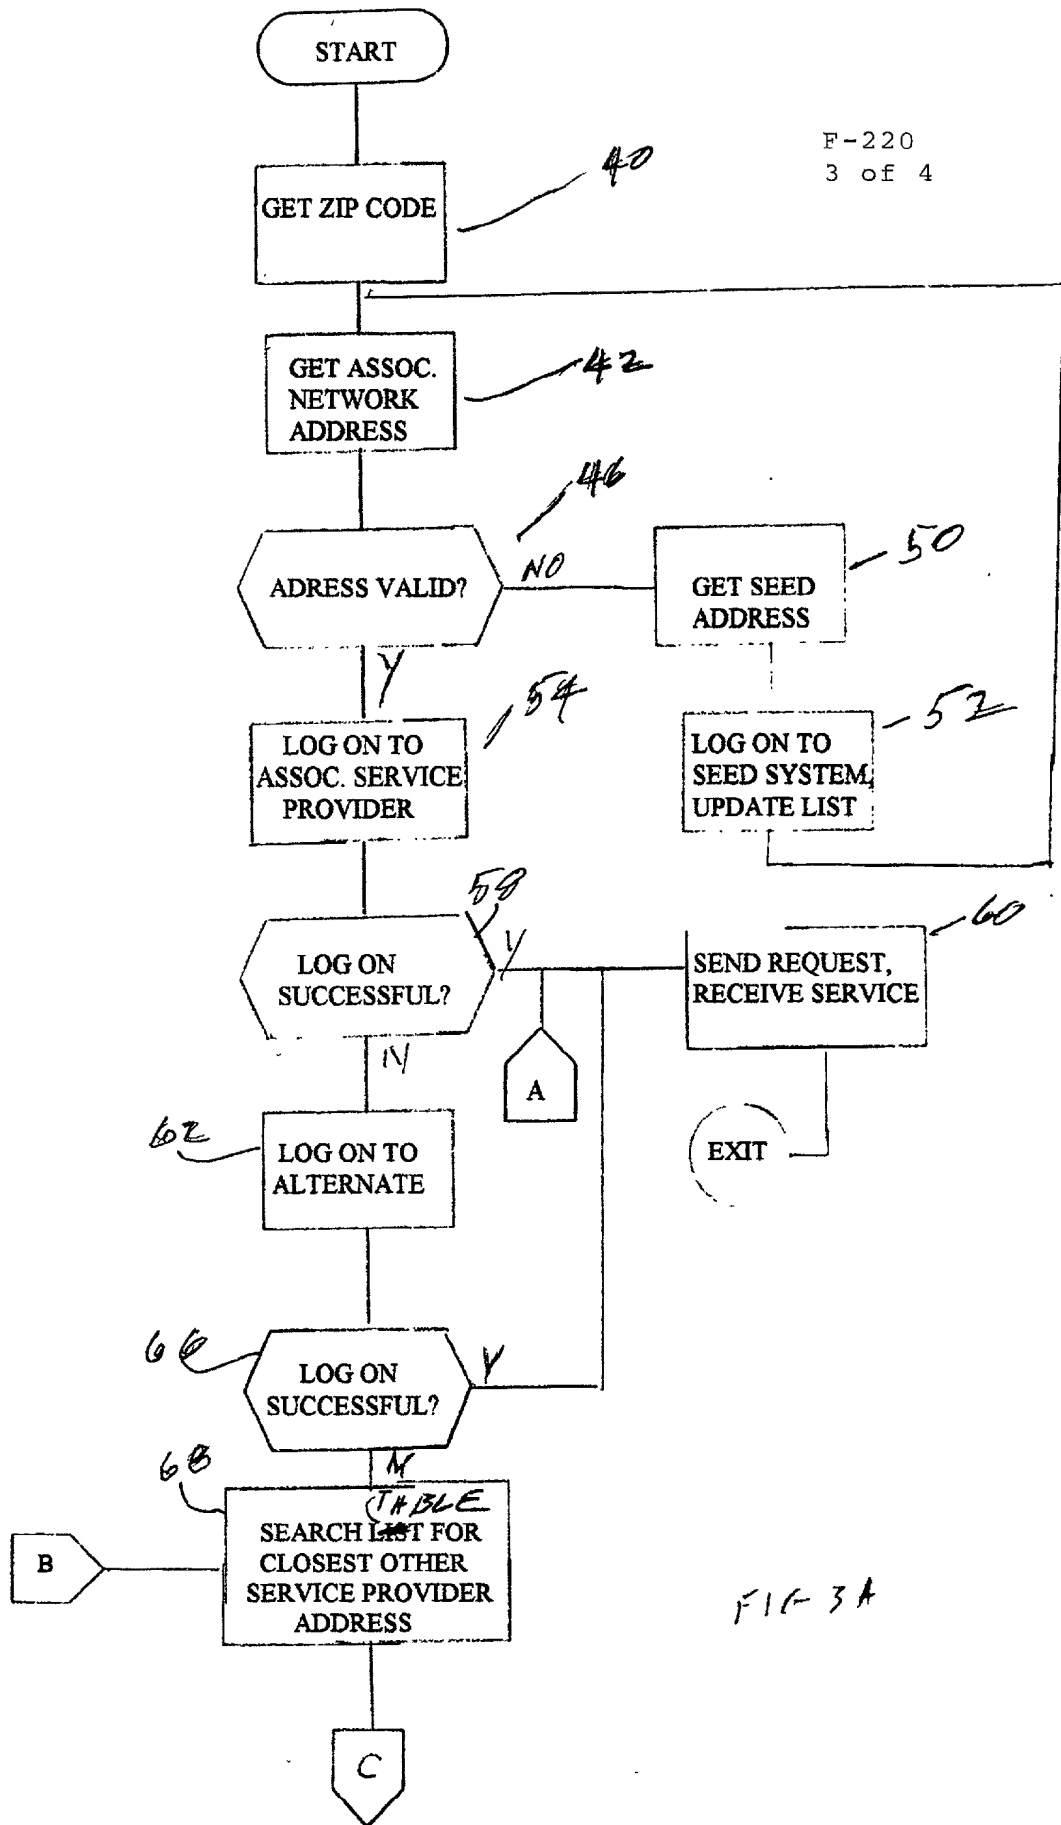 START
F-220
3 of 4
40
GET ZIP CODE
42
GET ASSOC.
NETWORK
ADDRESS
46
ADRESS VALID?
NO
50
GET SEED
ADDRESS
Y
54
LOG ON TO
ASSOC. SERVICE
PROVIDER
52
LOG ON TO
SEED SYSTEM,
UPDATE LIST
58
LOG ON
SUCCESSFUL?
Y
60
SEND REQUEST,
RECEIVE SERVICE
N
A
EXIT
62
LOG ON TO
ALTERNATE
66
LOG ON
SUCCESSFUL?
Y
N
68
TABLE
SEARCH LIST FOR
CLOSEST OTHER
SERVICE PROVIDER
ADDRESS
B
FIG 3A
C